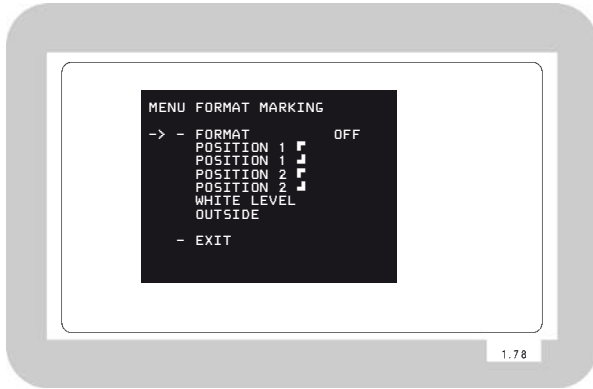 MENU FORMAT MARKING
-> - FORMAT OFF
POSITION 1 ┏
POSITION 1 ┛
POSITION 2 ┏
POSITION 2 ┛
WHITE LEVEL
OUTSIDE
- EXIT
1.78